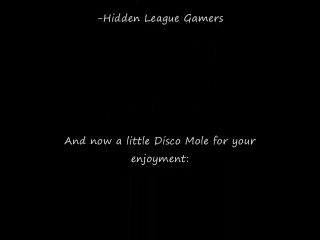 -Hidden League Gamers
And now a little Disco Mole for your
enjoyment: